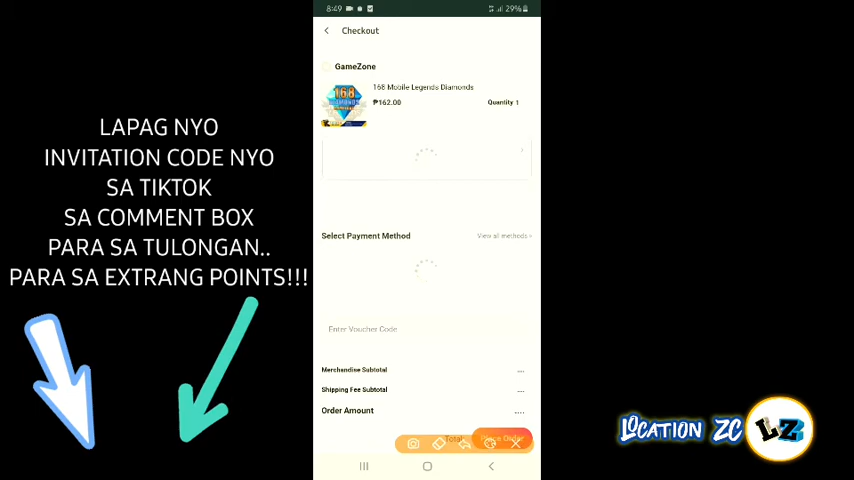 8:49
29%
Checkout
GameZone
168 Mobile Legends Diamonds
168
₱162.00
Quantity 1
LAPAG NYO
INVITATION CODE NYO
SA TIKTOK
SA COMMENT BOX
PARA SA TULONGAN..
PARA SA EXTRANG POINTS!!!
Select Payment Method
View all methods >
Enter Voucher Code
Merchandise Subtotal
....
Shipping Fee Subtotal
....
Order Amount
....
Total
Place Order
LOCATION ZC
LZ